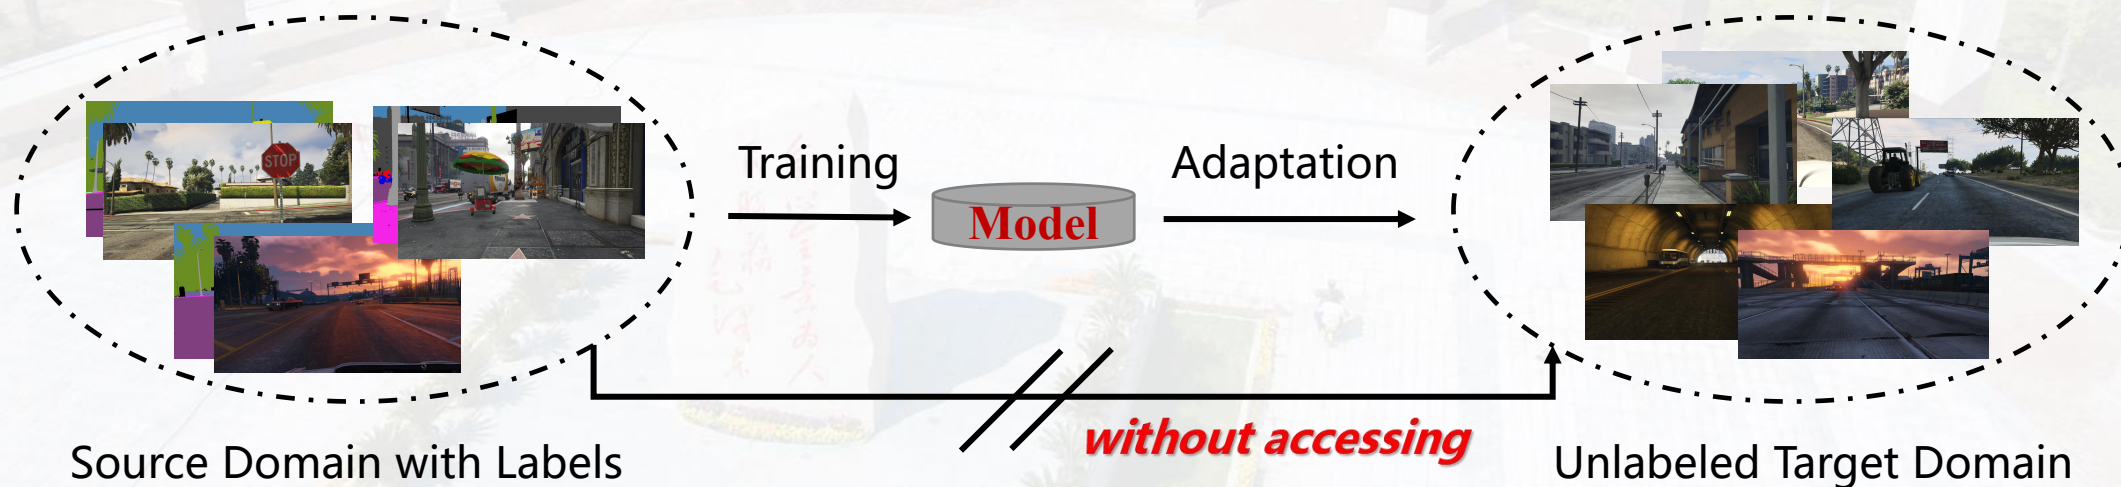 STOP
Training
Model
Adaptation
without accessing
Source Domain with Labels
Unlabeled Target Domain